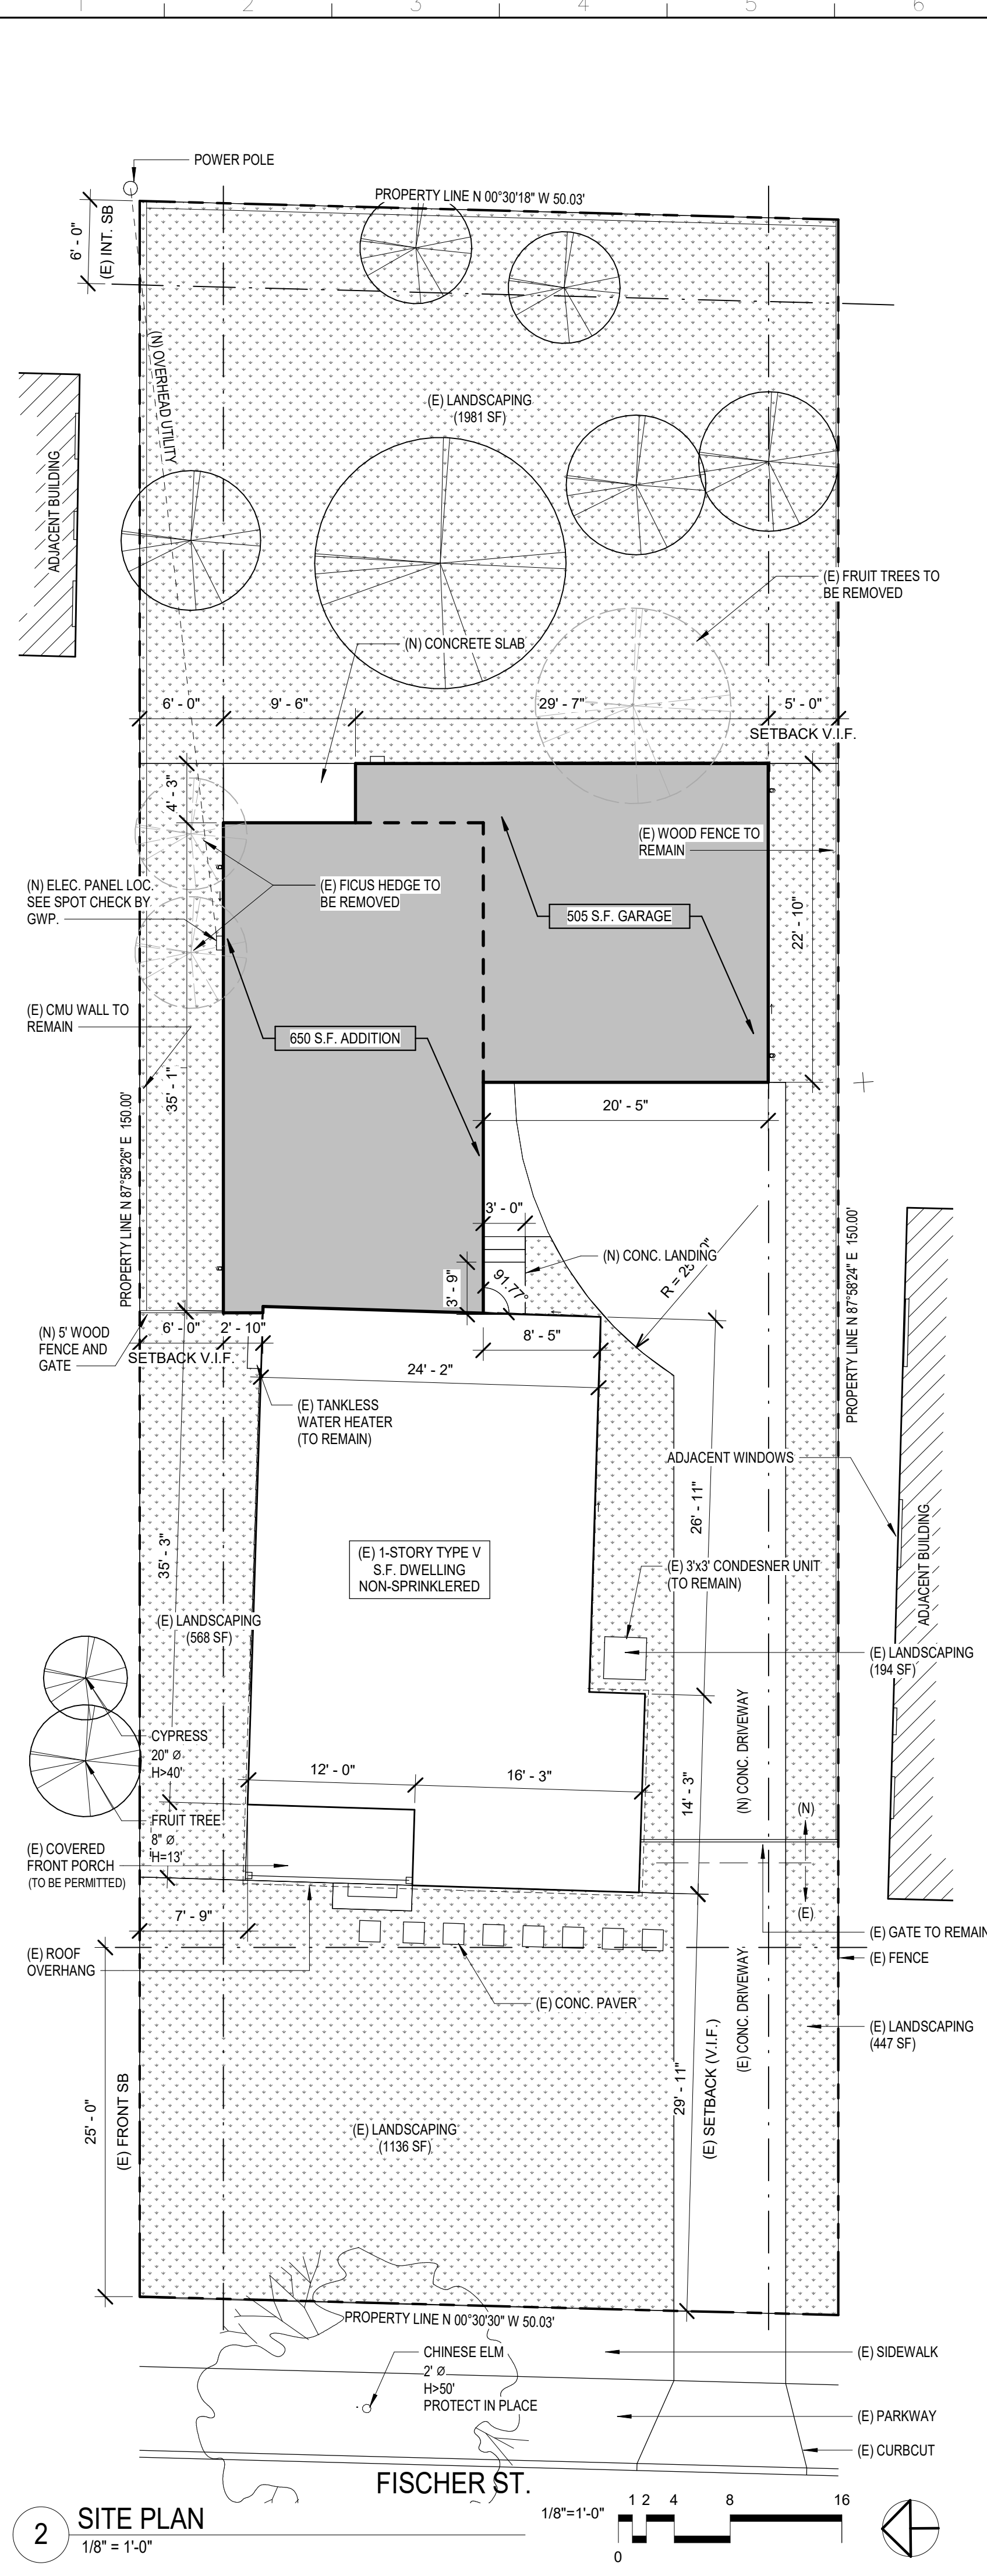 1 2 3 4 5 6
POWER POLE
PROPERTY LINE N 00°30'18" W 50.03'
6' - 0"
(E) INT. SB
(N) OVERHEAD UTILITY
(E) LANDSCAPING
(1981 SF)
ADJACENT BUILDING
(E) FRUIT TREES TO
BE REMOVED
(N) CONCRETE SLAB
6' - 0"
9' - 6"
29' - 7"
5' - 0"
SETBACK V.I.F.
4' - 3"
(E) WOOD FENCE TO
REMAIN
(N) ELEC. PANEL LOC.
SEE SPOT CHECK BY
GWP.
(E) FICUS HEDGE TO
BE REMOVED
505 S.F. GARAGE
22' - 10"
(E) CMU WALL TO
REMAIN
650 S.F. ADDITION
35' - 1"
20' - 5"
PROPERTY LINE N 87°58'26" E 150.00'
PROPERTY LINE N 87°58'24" E 150.00'
3' - 0"
(N) CONC. LANDING
3' - 9"
91.77°
(N) 5' WOOD
FENCE AND
GATE
6' - 0"
2' - 10"
SETBACK V.I.F.
8' - 5"
24' - 2"
(E) TANKLESS
WATER HEATER
(TO REMAIN)
ADJACENT WINDOWS
26' - 11"
35' - 3"
(E) 1-STORY TYPE V
S.F. DWELLING
NON-SPRINKLERED
(E) 3'x3' CONDESNER UNIT
(TO REMAIN)
ADJACENT BUILDING
(E) LANDSCAPING
(568 SF)
(E) LANDSCAPING
(194 SF)
CYPRESS
20" Ø
H>40'
12' - 0"
16' - 3"
14' - 3"
(N) CONC. DRIVEWAY
(N)
FRUIT TREE
8" Ø
H=13'
(E) COVERED
FRONT PORCH
(TO BE PERMITTED)
(E)
7' - 9"
(E) GATE TO REMAIN
(E) ROOF
OVERHANG
(E) FENCE
(E) CONC. PAVER
(E) CONC. DRIVEWAY
(E) LANDSCAPING
(447 SF)
25' - 0"
(E) FRONT SB
29' - 11"
(E) SETBACK (V.I.F.)
(E) LANDSCAPING
(1136 SF)
PROPERTY LINE N 00°30'30" W 50.03'
CHINESE ELM
2' Ø
H>50'
PROTECT IN PLACE
(E) SIDEWALK
(E) PARKWAY
(E) CURBCUT
FISCHER ST.
2
SITE PLAN
1/8" = 1'-0"
1/8"=1'-0"
1 2 4 8 16
0